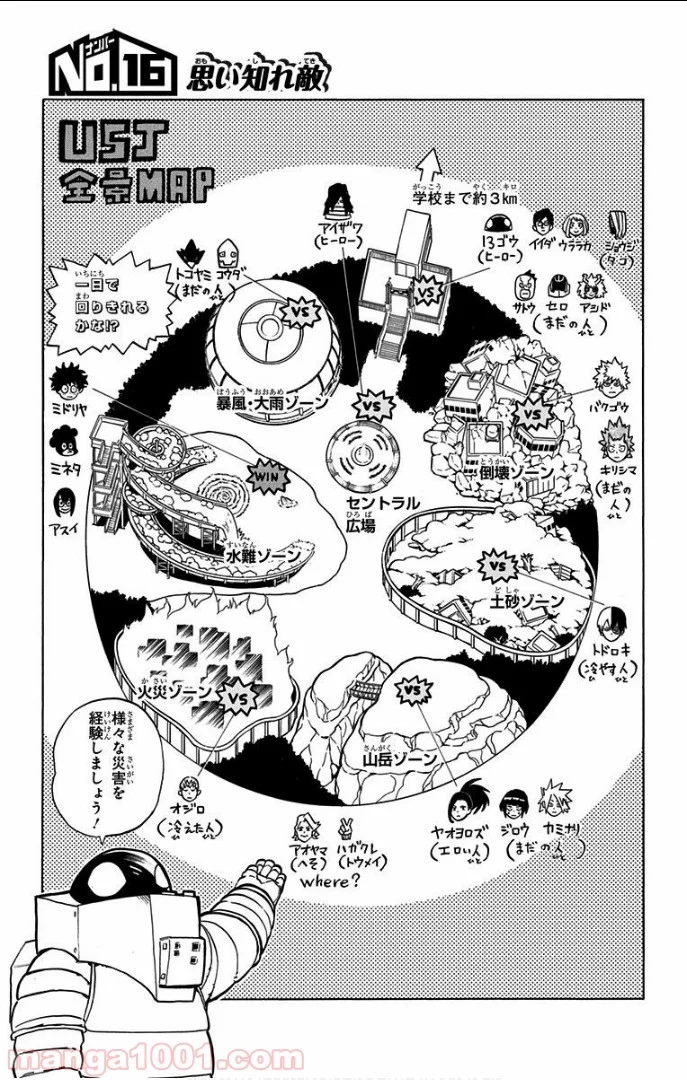 ナンバー
No.16 思い知れ敵
USJ
全景MAP
学校まで約3km
アイザワ
(ヒーロー)
13ゴウ
(ヒーロー)
イイダ ウララカ ショウジ
(タコ)
トコヤミ コウダ
(まだの人)
サトウ セロ アシド
(まだの人)
一日で
回りきれる
かな!?
VS
VS
暴風・大雨ゾーン
ミドリヤ
VS
VS
バクゴウ
ミネタ
WIN
倒壊ゾーン
キリシマ
(まだの
人)
アスイ
セントラル
広場
水難ゾーン
VS
土砂ゾーン
トドロキ
(冷やす人)
火災ゾーン
VS
VS
山岳ゾーン
様々な災害を
経験しましょう!
オジロ
(冷えた人)
アオヤマ ハガクレ
(へそ) (トウメイ)
where?
ヤオヨロズ ジロウ カミナリ
(エロい人) (まだの人)
manga1001.com